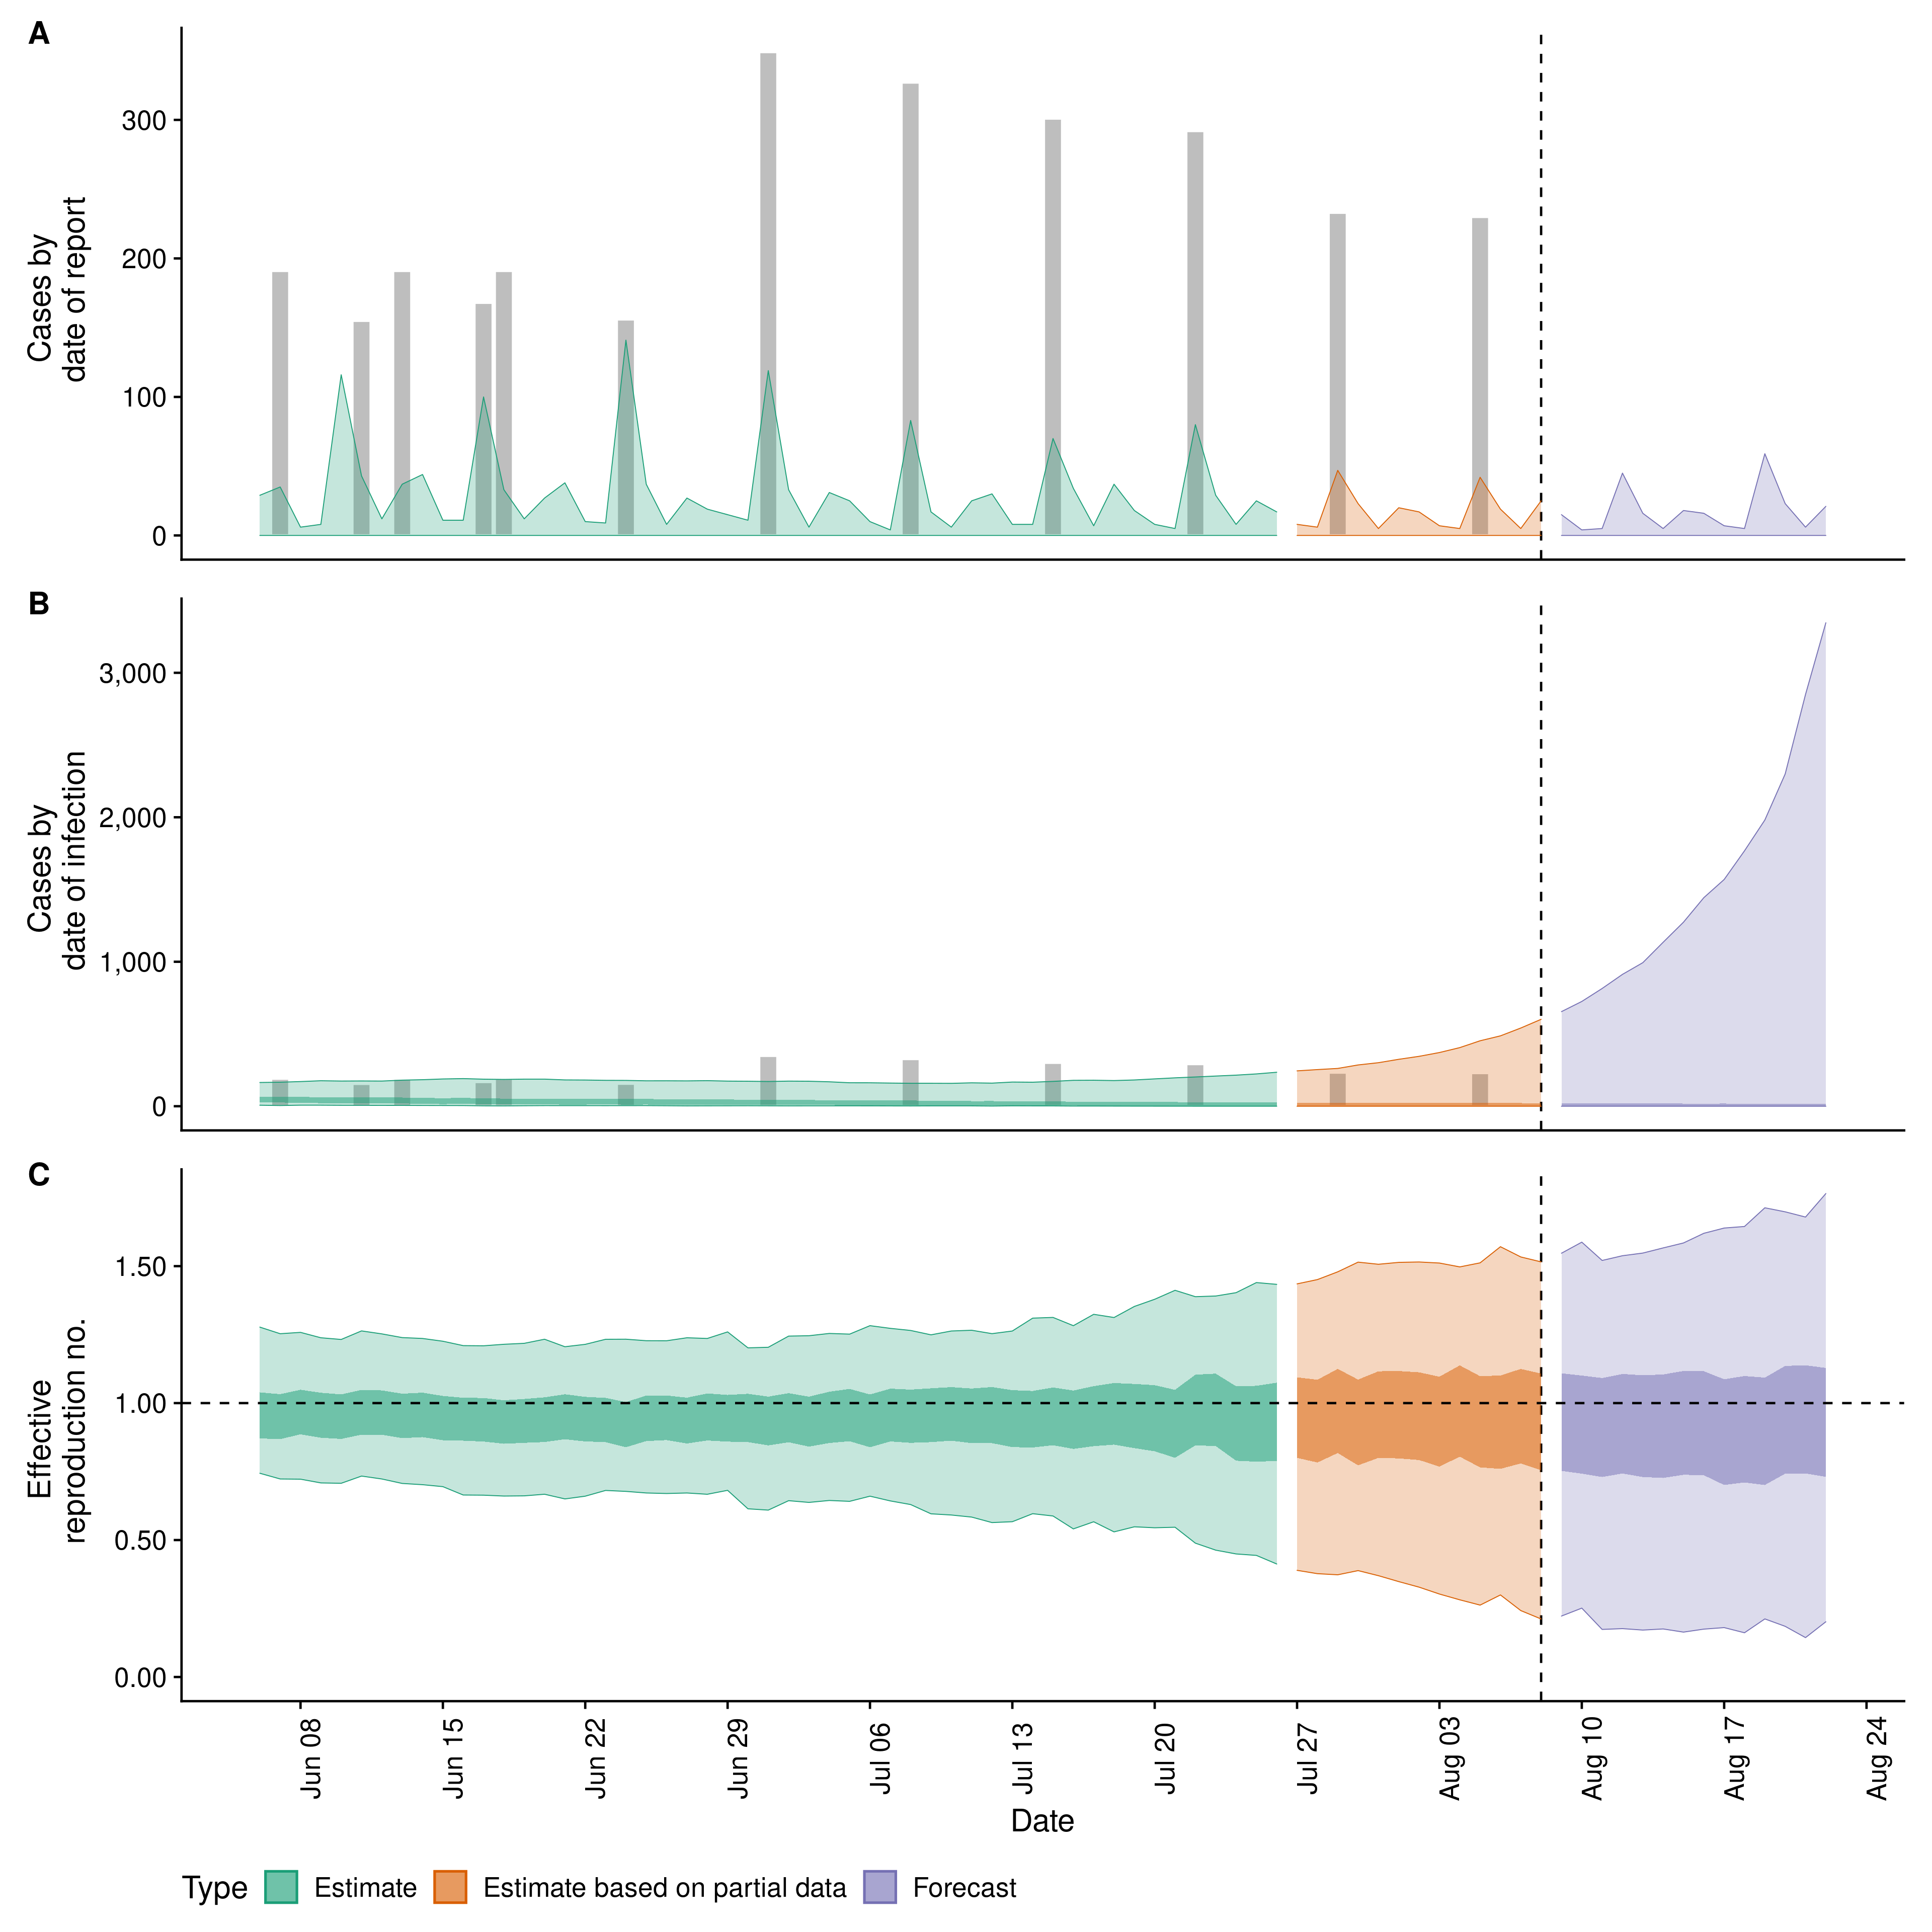 A
Cases by
date of report
300
200
100
0
B
Cases by
date of infection
3,000
2,000
1,000
0
C
Effective
reproduction no.
1.50
1.00
0.50
0.00
Jun 08
Jun 15
Jun 22
Jun 29
Jul 06
Jul 13
Jul 20
Jul 27
Aug 03
Aug 10
Aug 17
Aug 24
Date
Type Estimate Estimate based on partial data Forecast